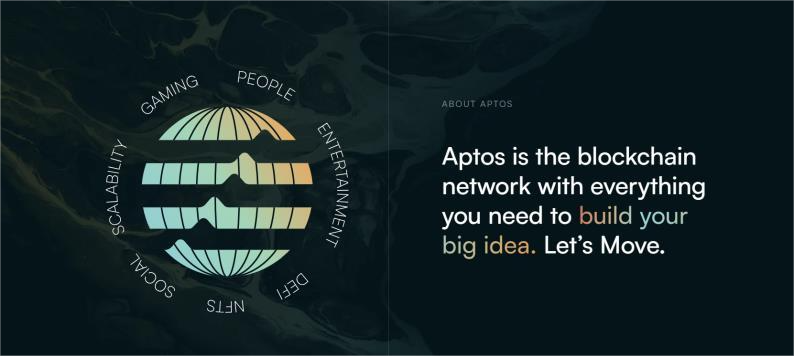 GAMING
PEOPLE
ENTERTAINMENT
DEFI
NFTS
SOCIAL
SCALABILITY
ABOUT APTOS
Aptos is the blockchain
network with everything
you need to build your
big idea. Let's Move.